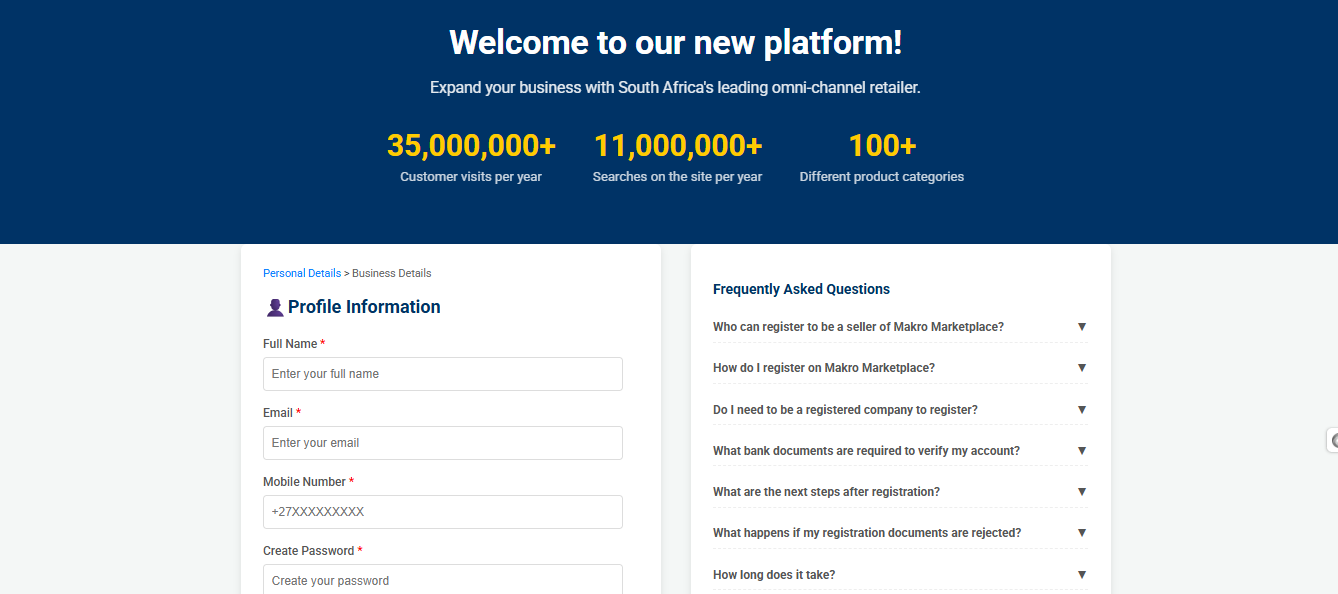 Welcome to our new platform!
Expand your business with South Africa's leading omni-channel retailer.
35,000,000+
Customer visits per year
11,000,000+
Searches on the site per year
100+
Different product categories
Personal Details > Business Details
Profile Information
Full Name *
Enter your full name
Email *
Enter your email
Mobile Number *
+27XXXXXXXXX
Create Password *
Create your password
Frequently Asked Questions
Who can register to be a seller of Makro Marketplace? ▼
How do I register on Makro Marketplace? ▼
Do I need to be a registered company to register? ▼
What bank documents are required to verify my account? ▼
What are the next steps after registration? ▼
What happens if my registration documents are rejected? ▼
How long does it take? ▼